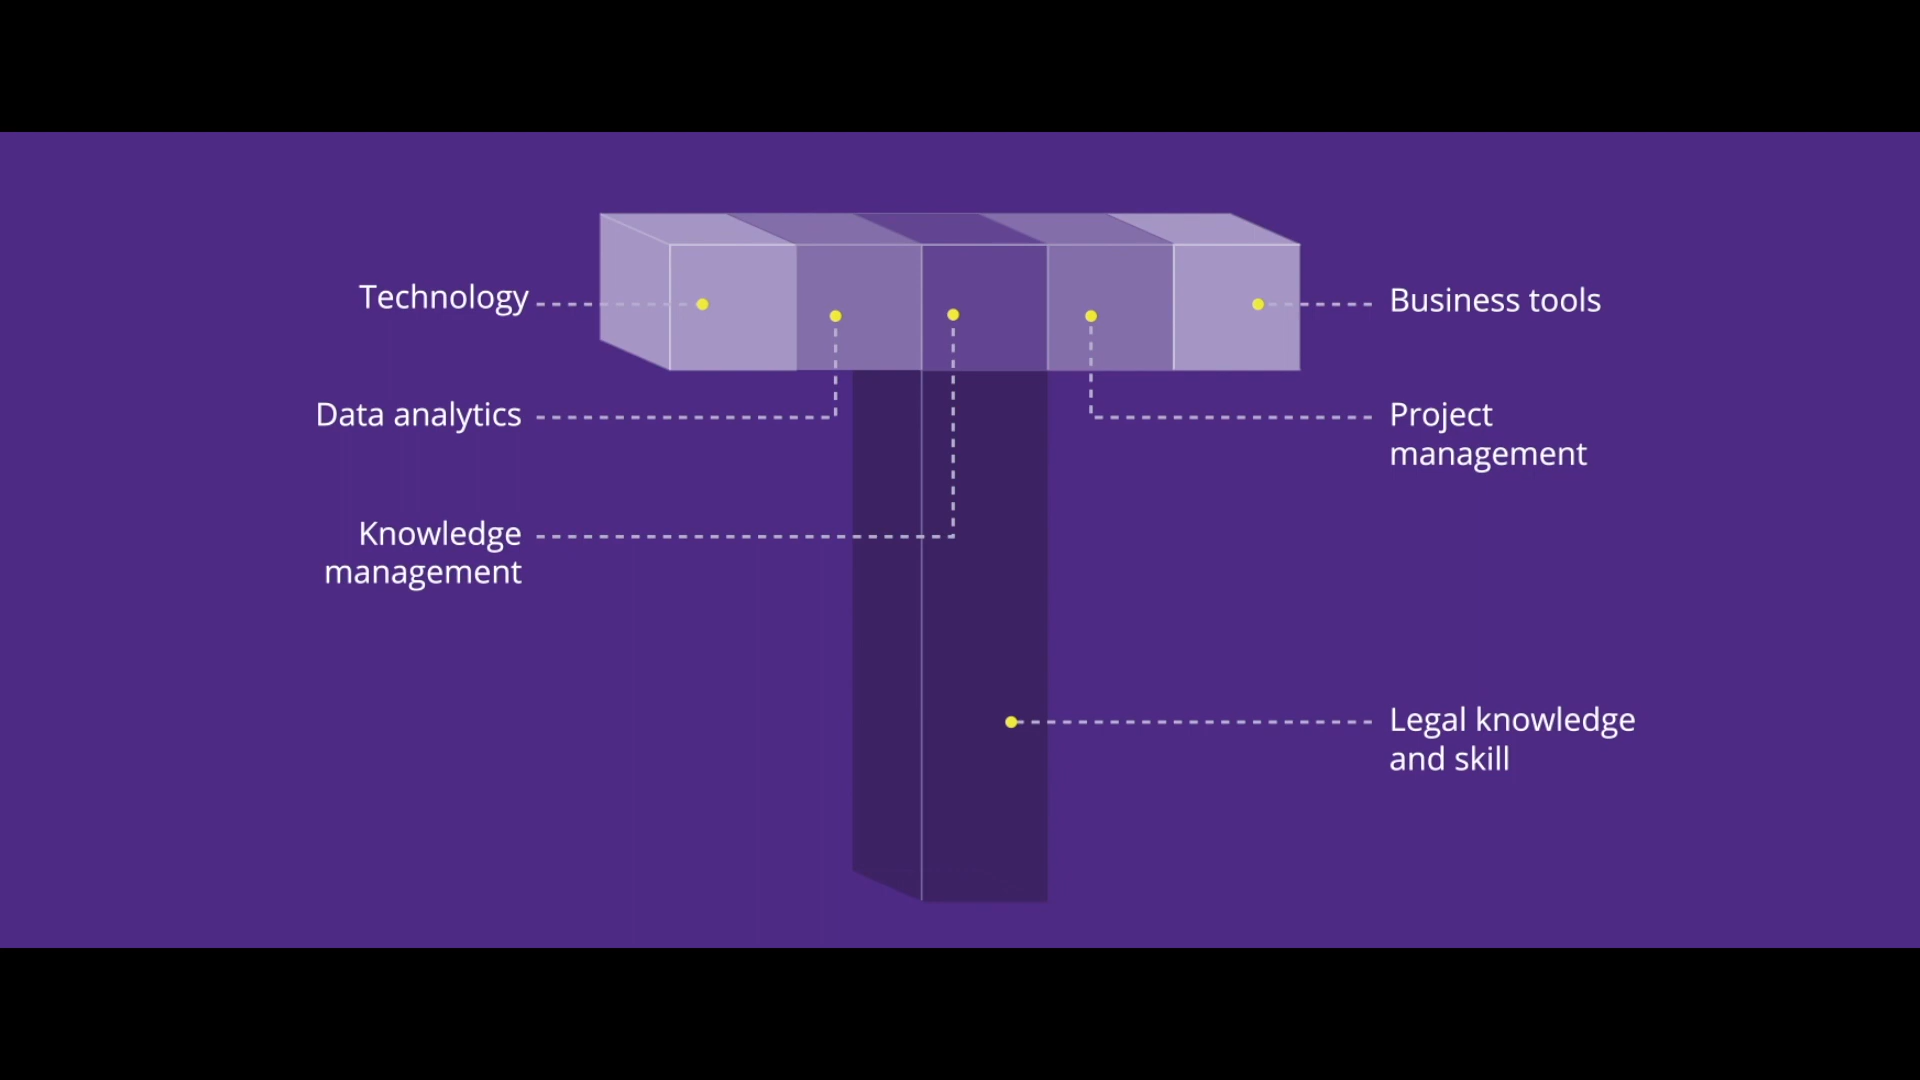 Technology
Data analytics
Knowledge
management
Business tools
Project
management
Legal knowledge
and skill